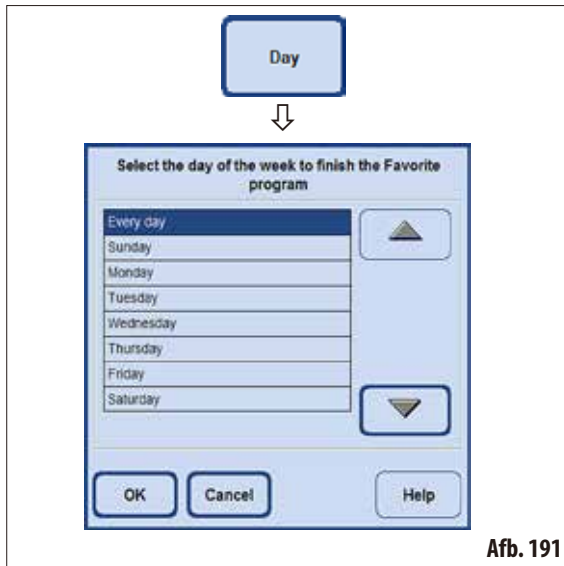 Day
Select the day of the week to finish the Favorite
program
Every day
Sunday
Monday
Tuesday
Wednesday
Thursday
Friday
Saturday
OK
Cancel
Help
Afb. 191